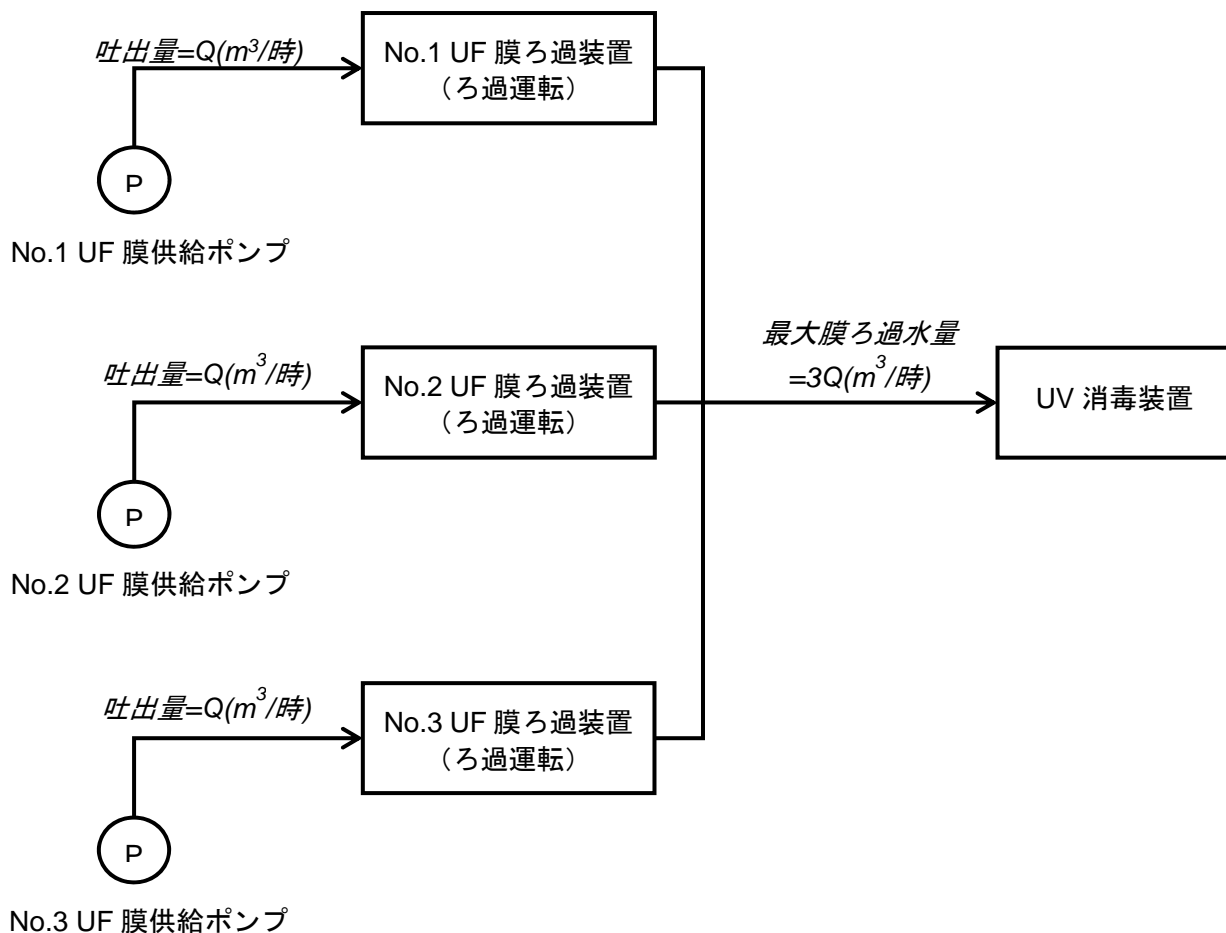 吐出量=Q(m³/時)
No.1 UF 膜ろ過装置
（ろ過運転）
P
No.1 UF 膜供給ポンプ
吐出量=Q(m³/時)
No.2 UF 膜ろ過装置
（ろ過運転）
最大膜ろ過水量
=3Q(m³/時)
UV 消毒装置
P
No.2 UF 膜供給ポンプ
吐出量=Q(m³/時)
No.3 UF 膜ろ過装置
（ろ過運転）
P
No.3 UF 膜供給ポンプ